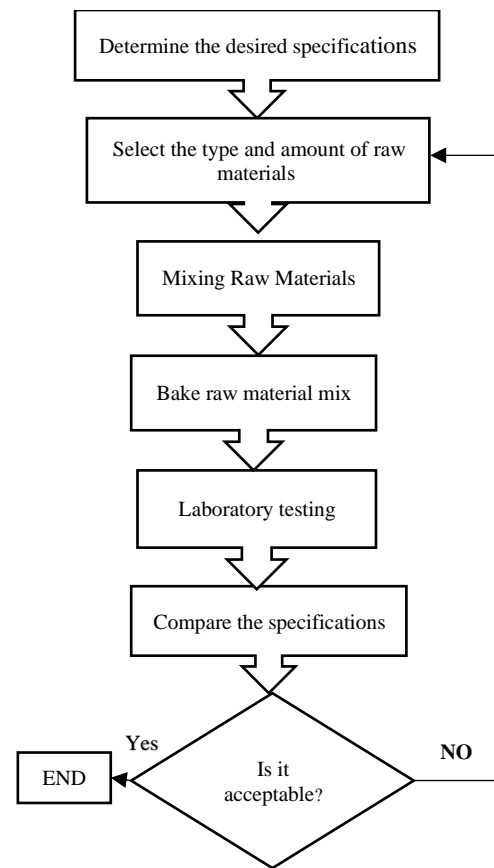 Determine the desired specifications
Select the type and amount of raw
materials
Mixing Raw Materials
Bake raw material mix
Laboratory testing
Compare the specifications
Yes
NO
END
Is it
acceptable?